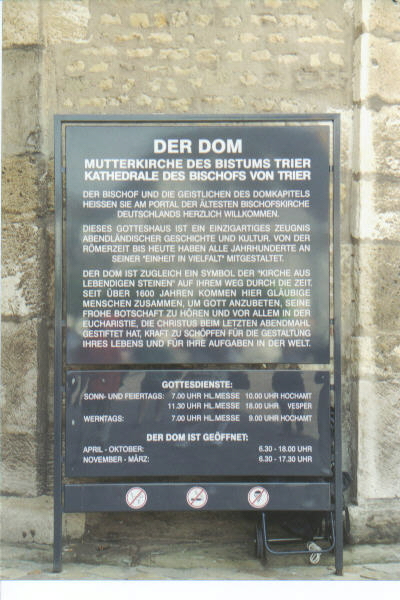 DER DOM
MUTTERKIRCHE DES BISTUMS TRIER
KATHEDRALE DES BISCHOFS VON TRIER
DER BISCHOF UND DIE GEISTLICHEN DES DOMKAPITELS
HEISSEN SIE AM PORTAL DER ÄLTESTEN BISCHOFSKIRCHE
DEUTSCHLANDS HERZLICH WILLKOMMEN.
DIESES GOTTESHAUS IST EIN EINZIGARTIGES ZEUGNIS
ABENDLÄNDISCHER GESCHICHTE UND KULTUR. VON DER
RÖMERZEIT BIS HEUTE HABEN ALLE JAHRHUNDERTE AN
SEINER "EINHEIT IN VIELFALT" MITGESTALTET.
DER DOM IST ZUGLEICH EIN SYMBOL DER "KIRCHE AUS
LEBENDIGEN STEINEN" AUF IHREM WEG DURCH DIE ZEIT.
SEIT ÜBER 1600 JAHREN KOMMEN HIER GLÄUBIGE
MENSCHEN ZUSAMMEN, UM GOTT ANZUBETEN, SEINE
FROHE BOTSCHAFT ZU HÖREN UND VOR ALLEM IN DER
EUCHARISTIE, DIE CHRISTUS BEIM LETZTEN ABENDMAHL
GESTIFTET HAT, KRAFT ZU SCHÖPFEN FÜR DIE GESTALTUNG
IHRES LEBENS UND FÜR IHRE AUFGABEN IN DER WELT.
GOTTESDIENSTE:
SONN- UND FEIERTAGS: 7.00 UHR HL.MESSE 10.00 UHR HOCHAMT
11.30 UHR HL.MESSE 18.00 UHR VESPER
WERKTAGS: 7.00 UHR HL.MESSE 9.00 UHR HOCHAMT
DER DOM IST GEÖFFNET:
APRIL - OKTOBER: 6.30 - 18.00 UHR
NOVEMBER - MÄRZ: 6.30 - 17.30 UHR